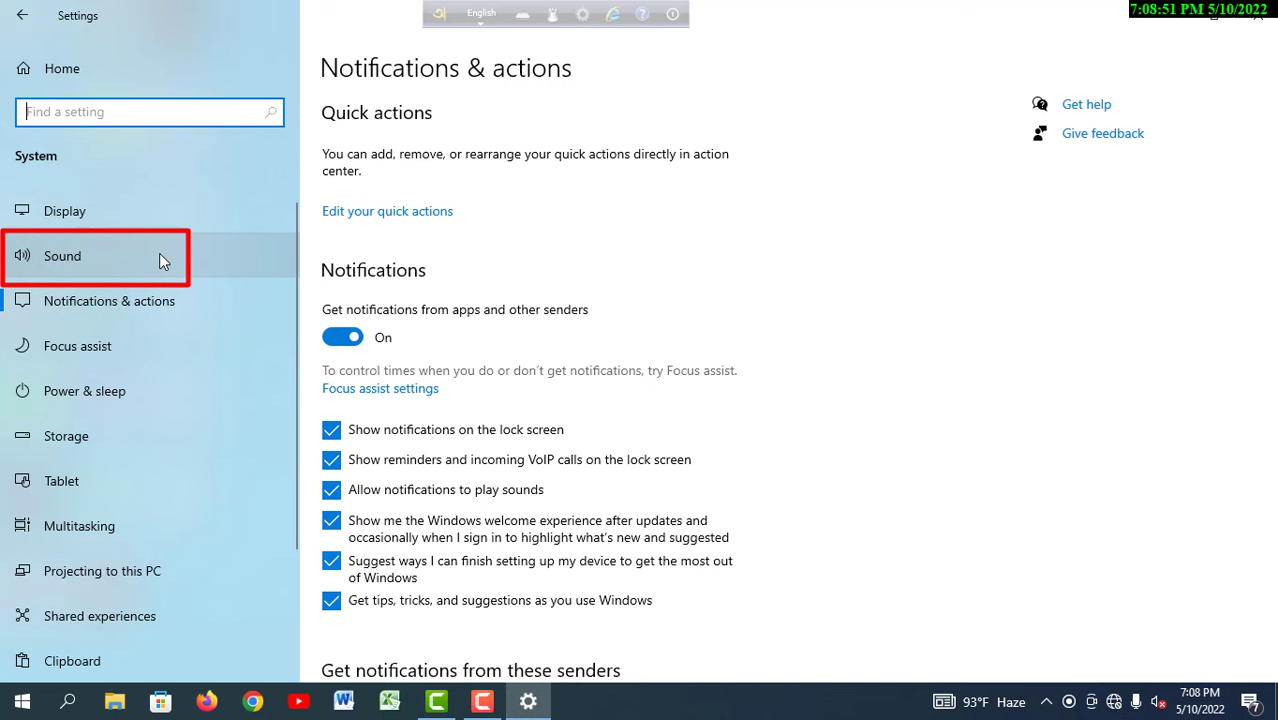 Settings
English
7:08:51 PM 5/10/2022
Home
Find a setting
System
Display
Sound
Notifications & actions
Focus assist
Power & sleep
Storage
Tablet
Multitasking
Projecting to this PC
Shared experiences
Clipboard
Notifications & actions
Quick actions
You can add, remove, or rearrange your quick actions directly in action
center.
Edit your quick actions
Notifications
Get notifications from apps and other senders
On
To control times when you do or don't get notifications, try Focus assist.
Focus assist settings
Show notifications on the lock screen
Show reminders and incoming VoIP calls on the lock screen
Allow notifications to play sounds
Show me the Windows welcome experience after updates and
occasionally when I sign in to highlight what's new and suggested
Suggest ways I can finish setting up my device to get the most out
of Windows
Get tips, tricks, and suggestions as you use Windows
Get notifications from these senders
Get help
Give feedback
93°F Haze
7:08 PM
5/10/2022
7